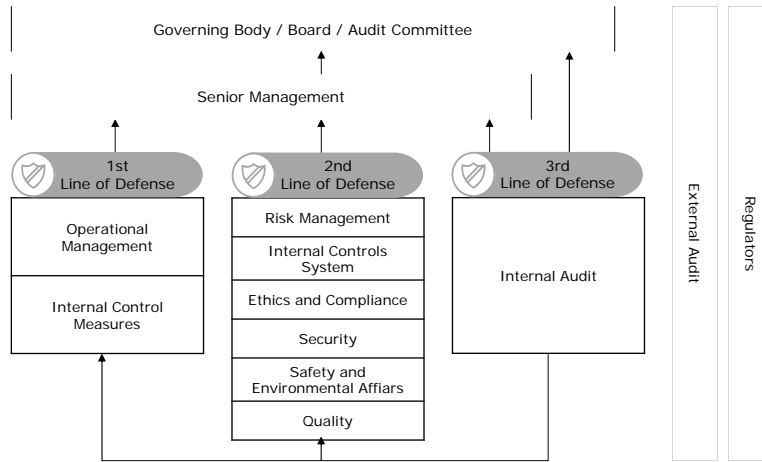 Governing Body / Board / Audit Committee
Senior Management
1st
Line of Defense
2nd
Line of Defense
3rd
Line of Defense
Operational
Management
Internal Control
Measures
Risk Management
Internal Controls
System
Ethics and Compliance
Security
Safety and
Environmental Affiars
Quality
Internal Audit
External Audit
Regulators